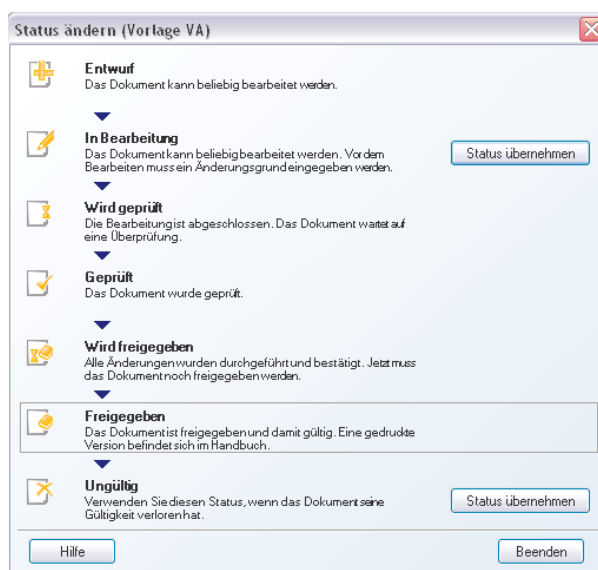 Status ändern (Vorlage VA)
Entwurf
Das Dokument kann beliebig bearbeitet werden.
In Bearbeitung
Das Dokument kann beliebig bearbeitet werden. Vor dem
Bearbeiten muss ein Änderungsgrund eingegeben werden.
Status übernehmen
Wird geprüft
Die Bearbeitung ist abgeschlossen. Das Dokument wartet auf
eine Überprüfung.
Geprüft
Das Dokument wurde geprüft.
Wird freigegeben
Alle Änderungen wurden durchgeführt und bestätigt. Jetzt muss
das Dokument noch freigegeben werden.
Freigegeben
Das Dokument ist freigegeben und damit gültig. Eine gedruckte
Version befindet sich im Handbuch.
Ungültig
Verwenden Sie diesen Status, wenn das Dokument seine
Gültigkeit verloren hat.
Status übernehmen
Hilfe
Beenden